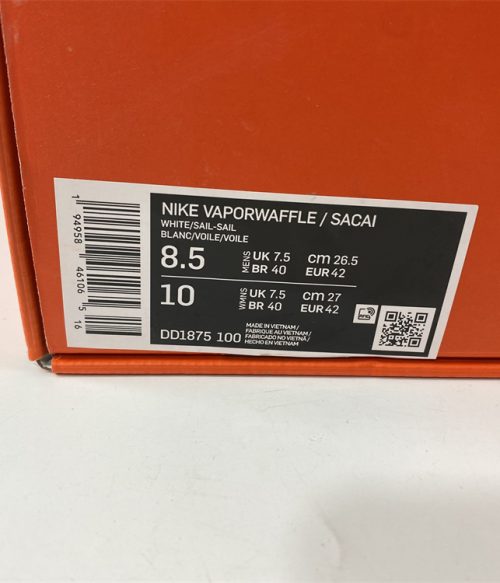 NIKE VAPORWAFFLE / SACAI
WHITE/SAIL-SAIL
BLANC/VOILE/VOILE
8.5 MENS UK 7.5 cm 26.5
BR 40 EUR 42
10 WMNS UK 7.5 cm 27
BR 40 EUR 42
DD1875 100
MADE IN VIETNAM /
FABRIQUE AU VIETNAM /
FABRICADO NO VIETNÃ /
HECHO EN VIETNAM
1 94958 46106 5
16